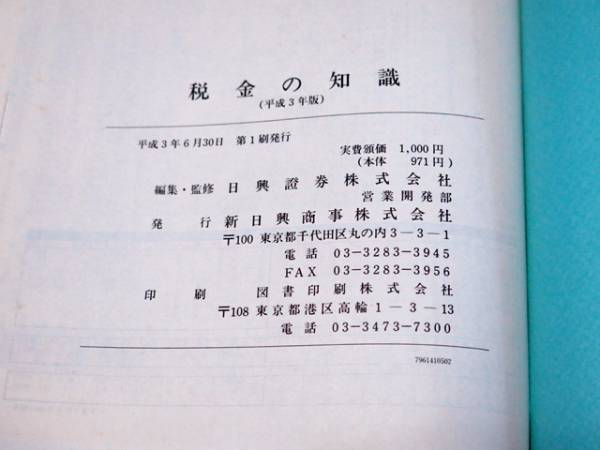 税金の知識
（平成3年版）
平成3年6月30日 第1刷発行
実費頒価 1,000円
（本体 971円）
編集・監修 日興證券株式会社
営業開発部
発行 新日興商事株式会社
〒100 東京都千代田区丸の内3－3－1
電話 03－3283－3945
FAX 03－3283－3956
印刷 図書印刷株式会社
〒108 東京都港区高輪1－3－13
電話 03－3473－7300
7961410502